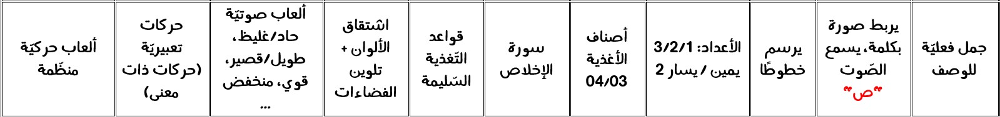 جمل فعليّة
للوصف
يربط صورة
بكلمة، يسمع
الصّوت
"ص"
يرسم
خطوطًا
الأعداد: 3/2/1
يمين / يسار 2
أصناف
الأغذية
04/03
سورة
الإخلاص
قواعد
التّغذية
السّليمة
اشتقاق
الألوان +
تلوين
الفضاءات
ألعاب صوتيّة
حاد/غليظ،
طويل/قصير،
قوي، منخفض
...
حركات
تعبيريّة
(حركات ذات
معنى)
ألعاب حركيّة
منظّمة